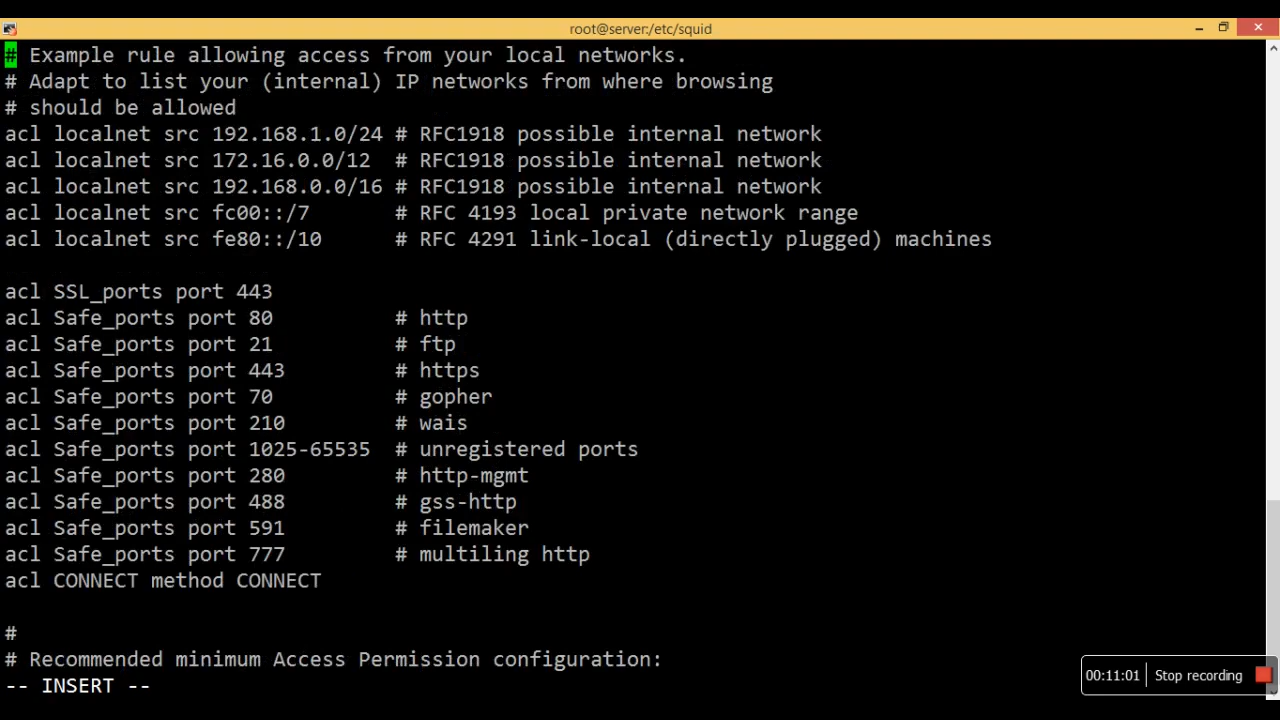 root@server:/etc/squid
# Example rule allowing access from your local networks.
# Adapt to list your (internal) IP networks from where browsing
# should be allowed
acl localnet src 192.168.1.0/24 # RFC1918 possible internal network
acl localnet src 172.16.0.0/12  # RFC1918 possible internal network
acl localnet src 192.168.0.0/16 # RFC1918 possible internal network
acl localnet src fc00::/7       # RFC 4193 local private network range
acl localnet src fe80::/10      # RFC 4291 link-local (directly plugged) machines
acl SSL_ports port 443
acl Safe_ports port 80          # http
acl Safe_ports port 21          # ftp
acl Safe_ports port 443         # https
acl Safe_ports port 70          # gopher
acl Safe_ports port 210         # wais
acl Safe_ports port 1025-65535  # unregistered ports
acl Safe_ports port 280         # http-mgmt
acl Safe_ports port 488         # gss-http
acl Safe_ports port 591         # filemaker
acl Safe_ports port 777         # multiling http
acl CONNECT method CONNECT
#
# Recommended minimum Access Permission configuration:
-- INSERT --
00:11:01 Stop recording